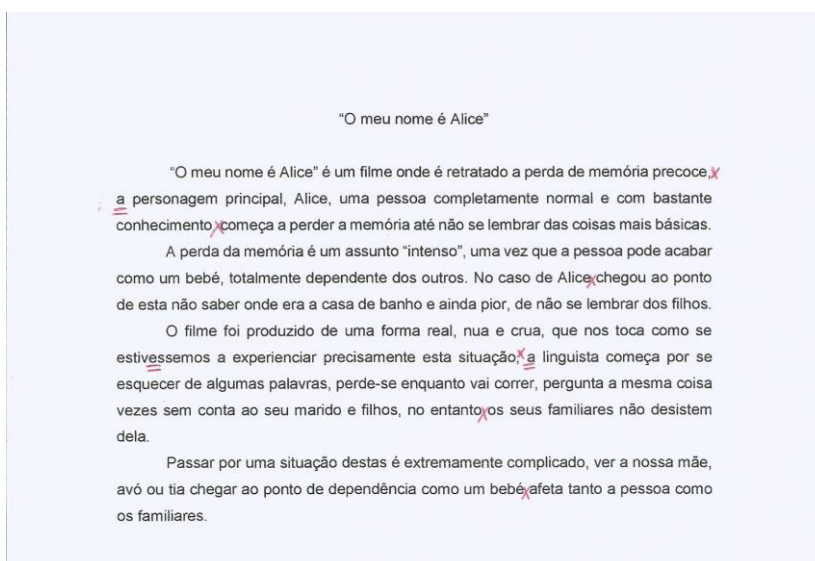 “O meu nome é Alice”
“O meu nome é Alice” é um filme onde é retratado a perda de memória precoce,
a personagem principal, Alice, uma pessoa completamente normal e com bastante
conhecimento começa a perder a memória até não se lembrar das coisas mais básicas.
A perda da memória é um assunto “intenso”, uma vez que a pessoa pode acabar
como um bebé, totalmente dependente dos outros. No caso de Alice chegou ao ponto
de esta não saber onde era a casa de banho e ainda pior, de não se lembrar dos filhos.
O filme foi produzido de uma forma real, nua e crua, que nos toca como se
estivessemos a experienciar precisamente esta situação, a linguista começa por se
esquecer de algumas palavras, perde-se enquanto vai correr, pergunta a mesma coisa
vezes sem conta ao seu marido e filhos, no entanto os seus familiares não desistem
dela.
Passar por uma situação destas é extremamente complicado, ver a nossa mãe,
avó ou tia chegar ao ponto de dependência como um bebé afeta tanto a pessoa como
os familiares.